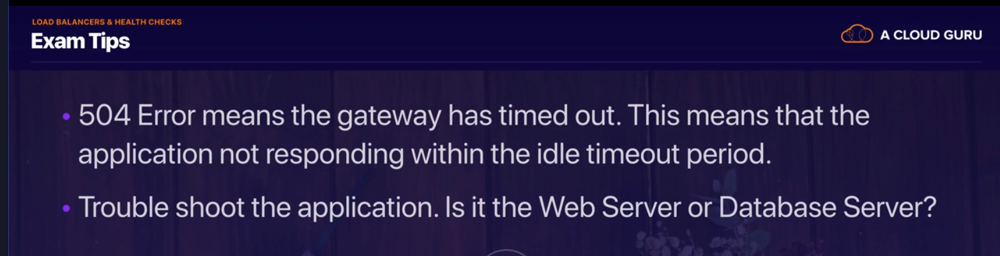 LOAD BALANCERS & HEALTH CHECKS
Exam Tips
A CLOUD GURU
• 504 Error means the gateway has timed out. This means that the
application not responding within the idle timeout period.
• Trouble shoot the application. Is it the Web Server or Database Server?